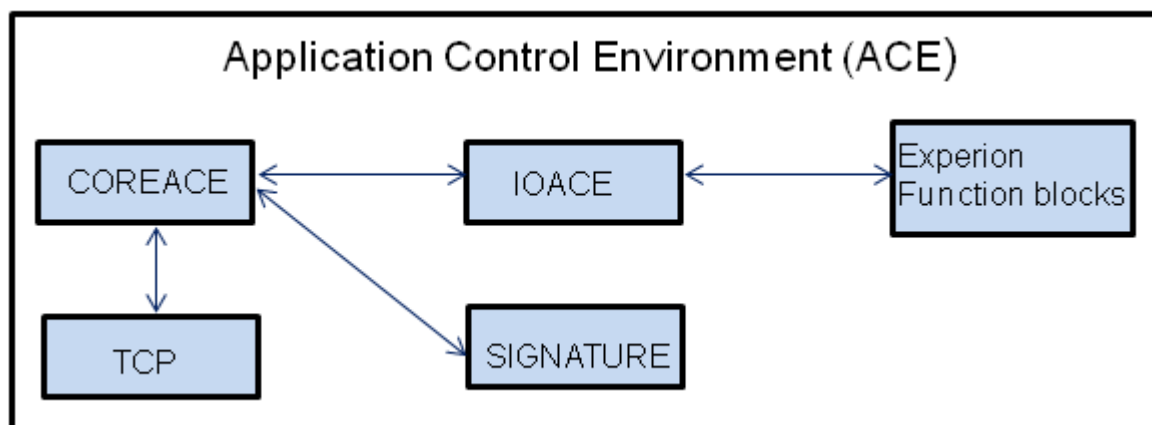 Application Control Environment (ACE)
COREACE
IOACE
Experion
Function blocks
TCP
SIGNATURE